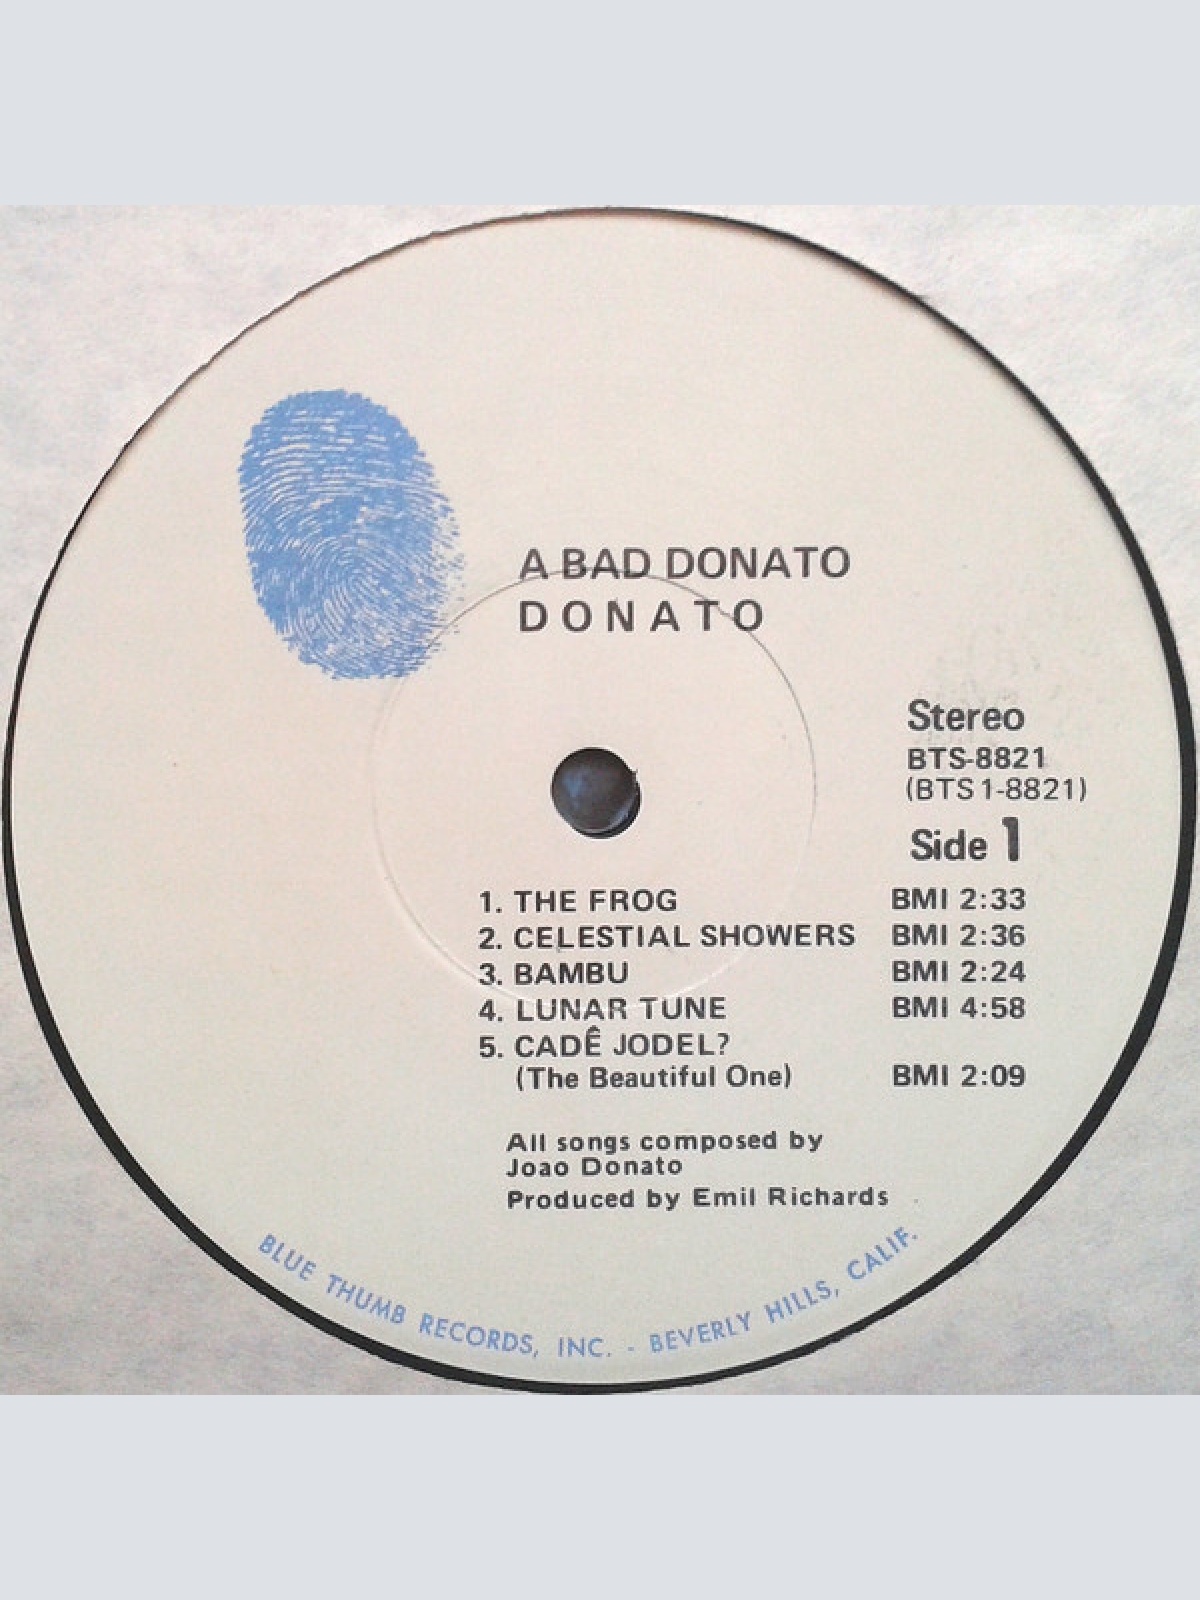 A BAD DONATO
DONATO
Stereo
BTS-8821
(BTS 1-8821)
Side 1
1. THE FROG BMI 2:33
2. CELESTIAL SHOWERS BMI 2:36
3. BAMBU BMI 2:24
4. LUNAR TUNE BMI 4:58
5. CADÊ JODEL?
(The Beautiful One) BMI 2:09
All songs composed by
Joao Donato
Produced by Emil Richards
BLUE THUMB RECORDS, INC. - BEVERLY HILLS, CALIF.